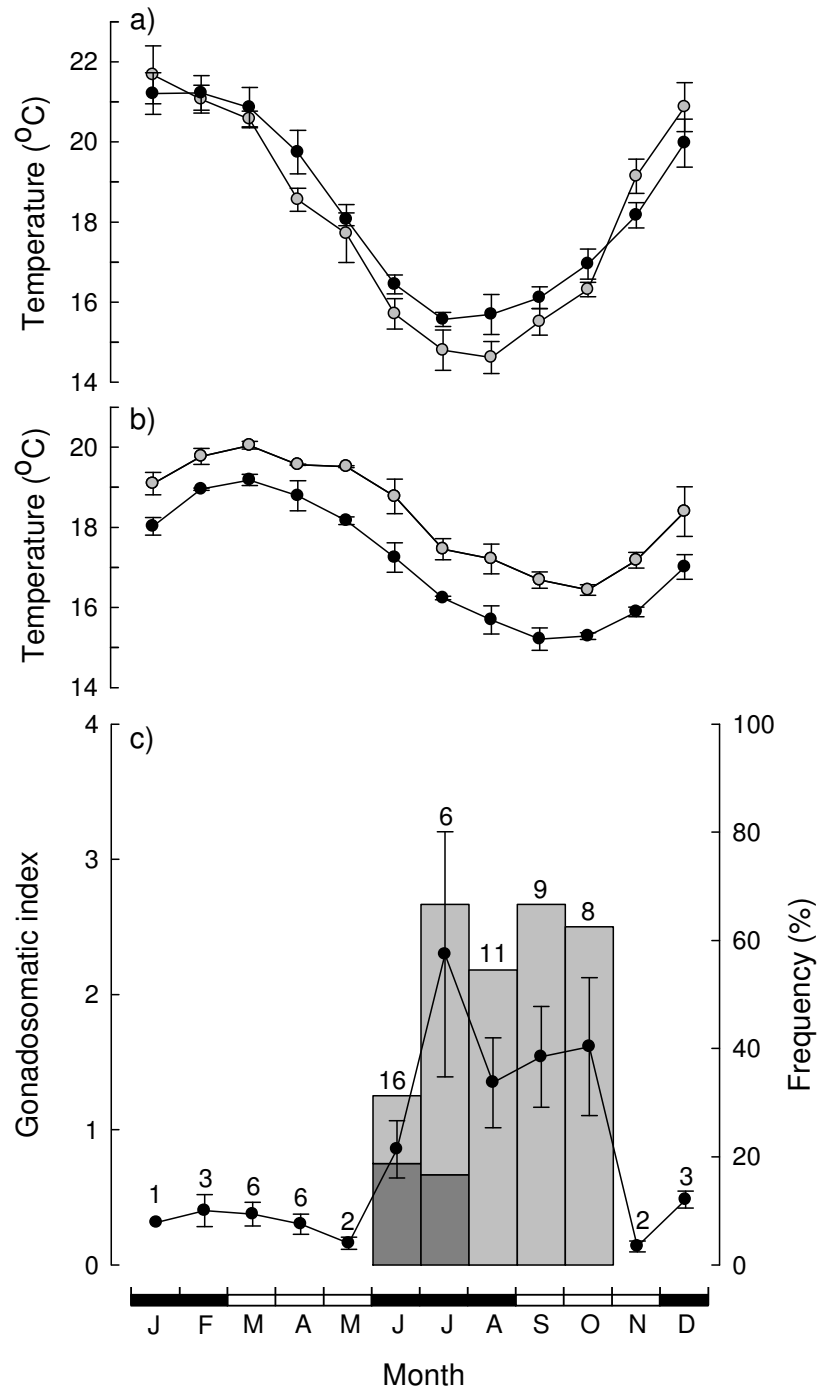 a)
22
20
18
16
14
Temperature (°C)
b)
20
18
16
14
Temperature (°C)
c)
4
3
2
1
0
Gonadosomatic index
100
80
60
40
20
0
Frequency (%)
1 3 6 6 2 16 6 11 9 8 2 3
J F M A M J J A S O N D
Month